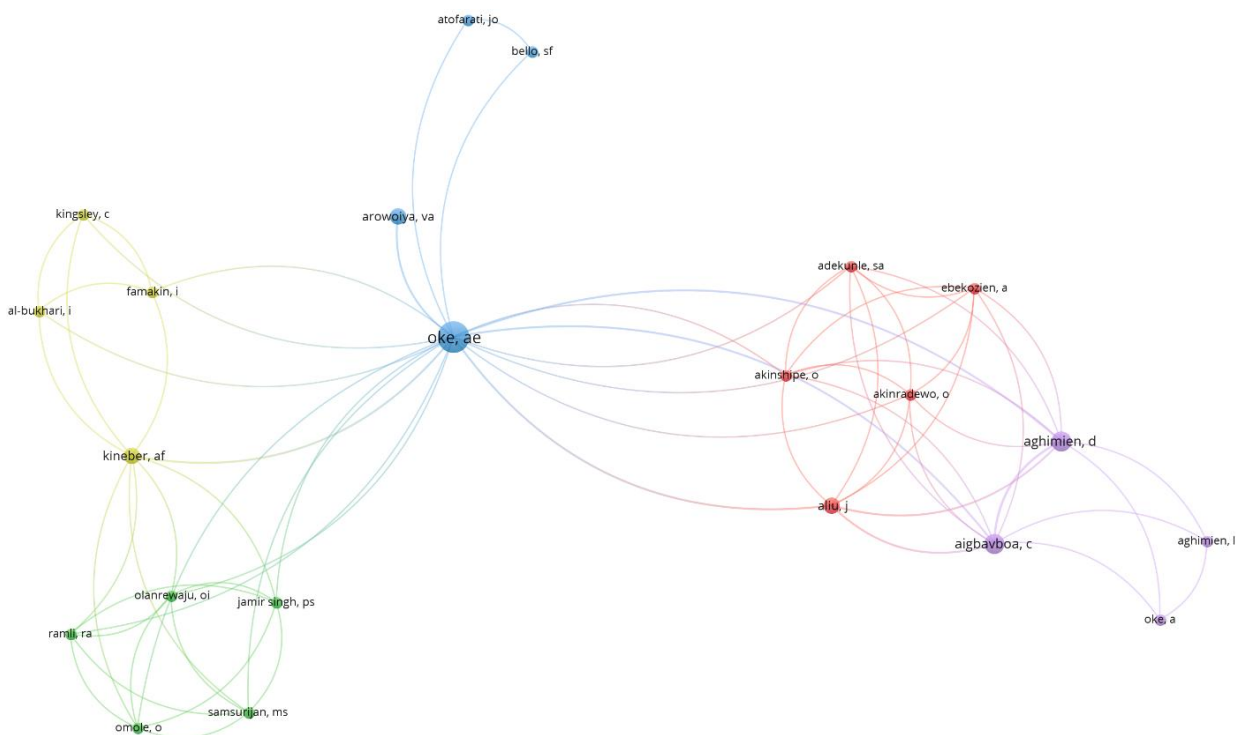 atofarati, jo
bello, sf
kingsley, c
arowoiya, va
adekunle, sa
ebekozien, a
famakin, i
al-bukhari, i
oke, ae
akinshipe, o
akinradewo, o
aghimien, d
kineber, af
aliu, j
aigbavboa, c
aghimien, l
olanrewaju, oi
jamir singh, ps
oke, a
ramli, ra
samsurijan, ms
omole, o